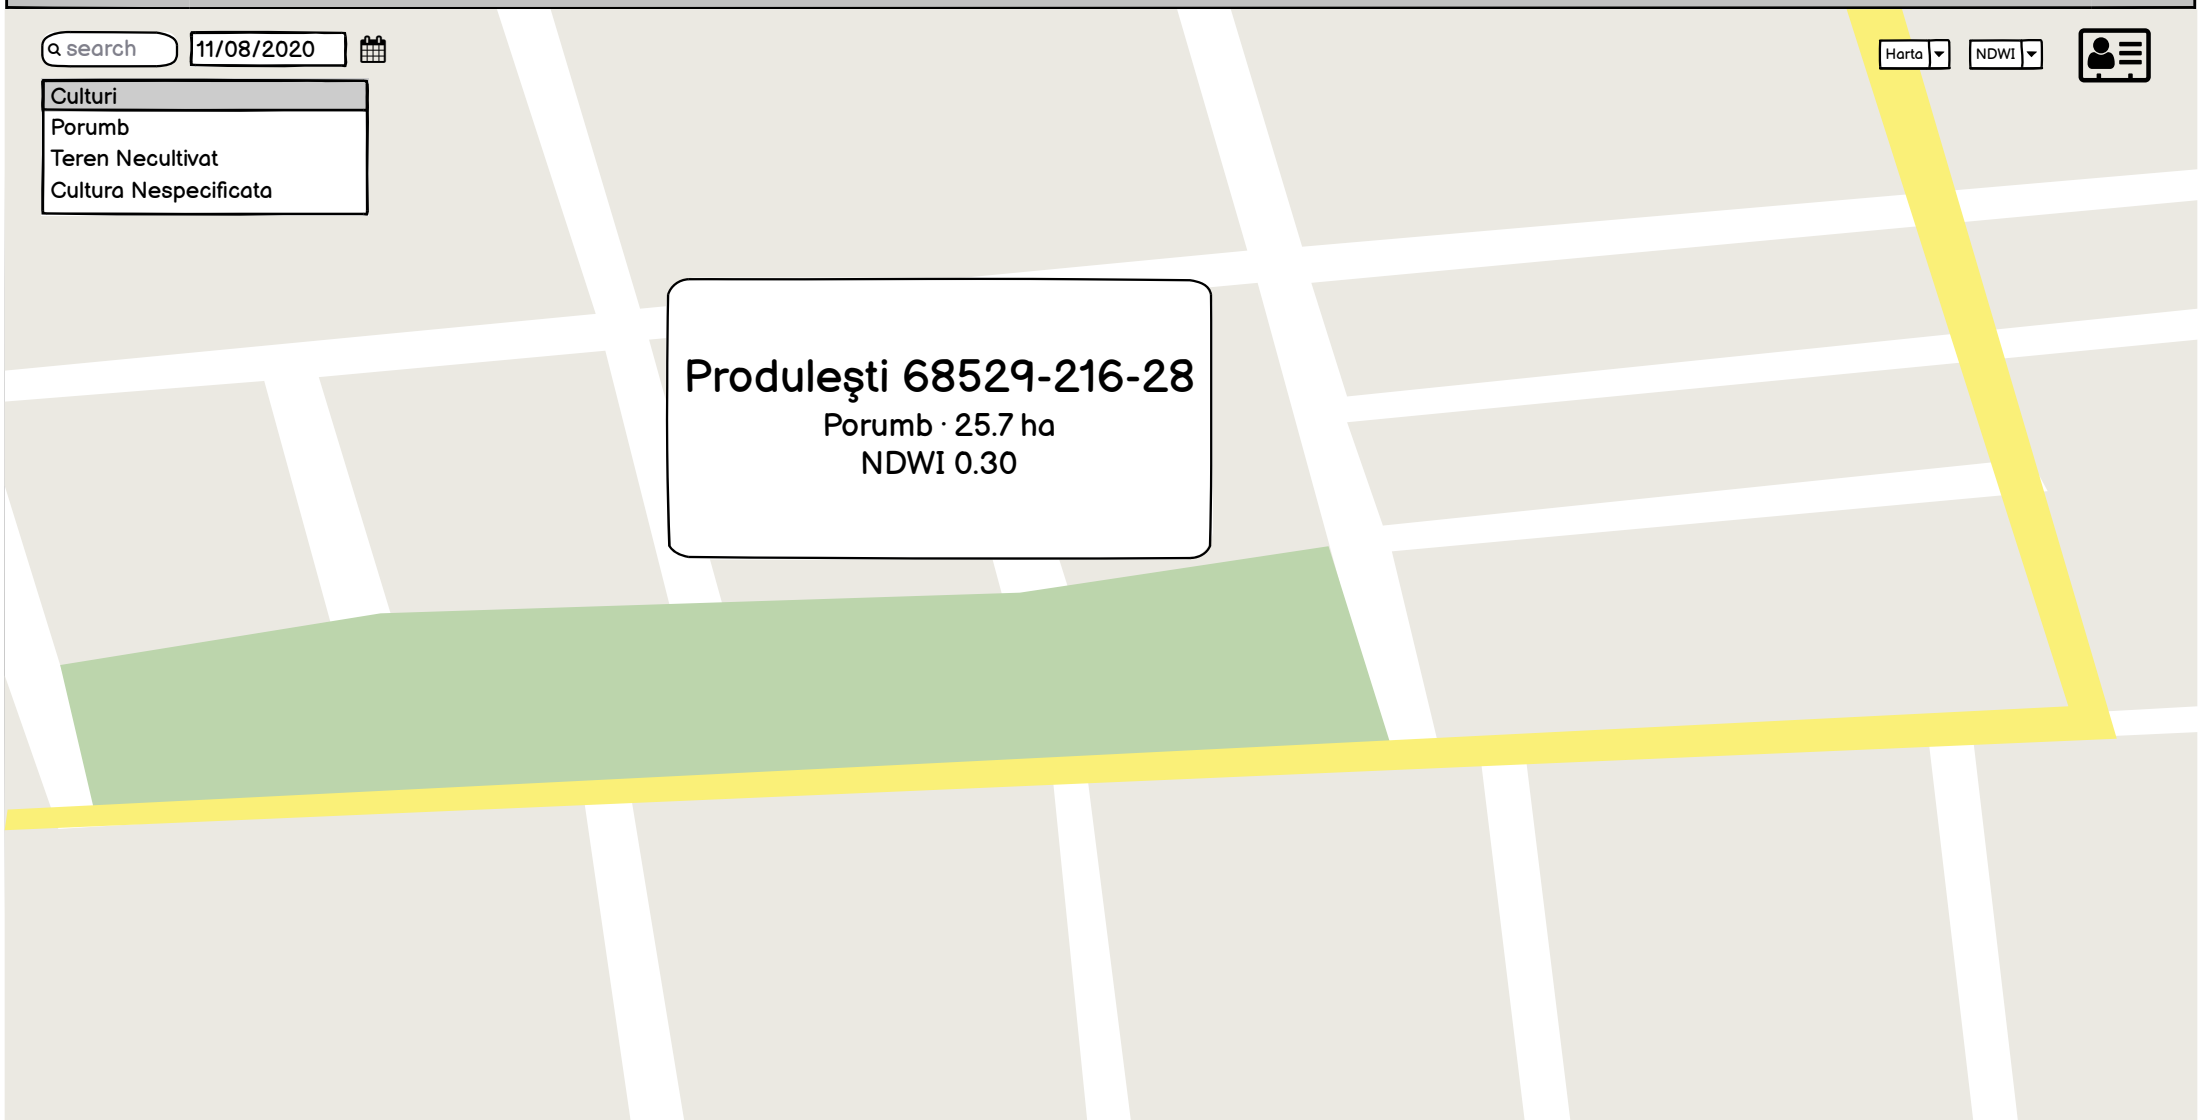 search
11/08/2020
Harta
NDWI
Culturi
Porumb
Teren Necultivat
Cultura Nespecificata
Produleşti 68529-216-28
Porumb · 25.7 ha
NDWI 0.30